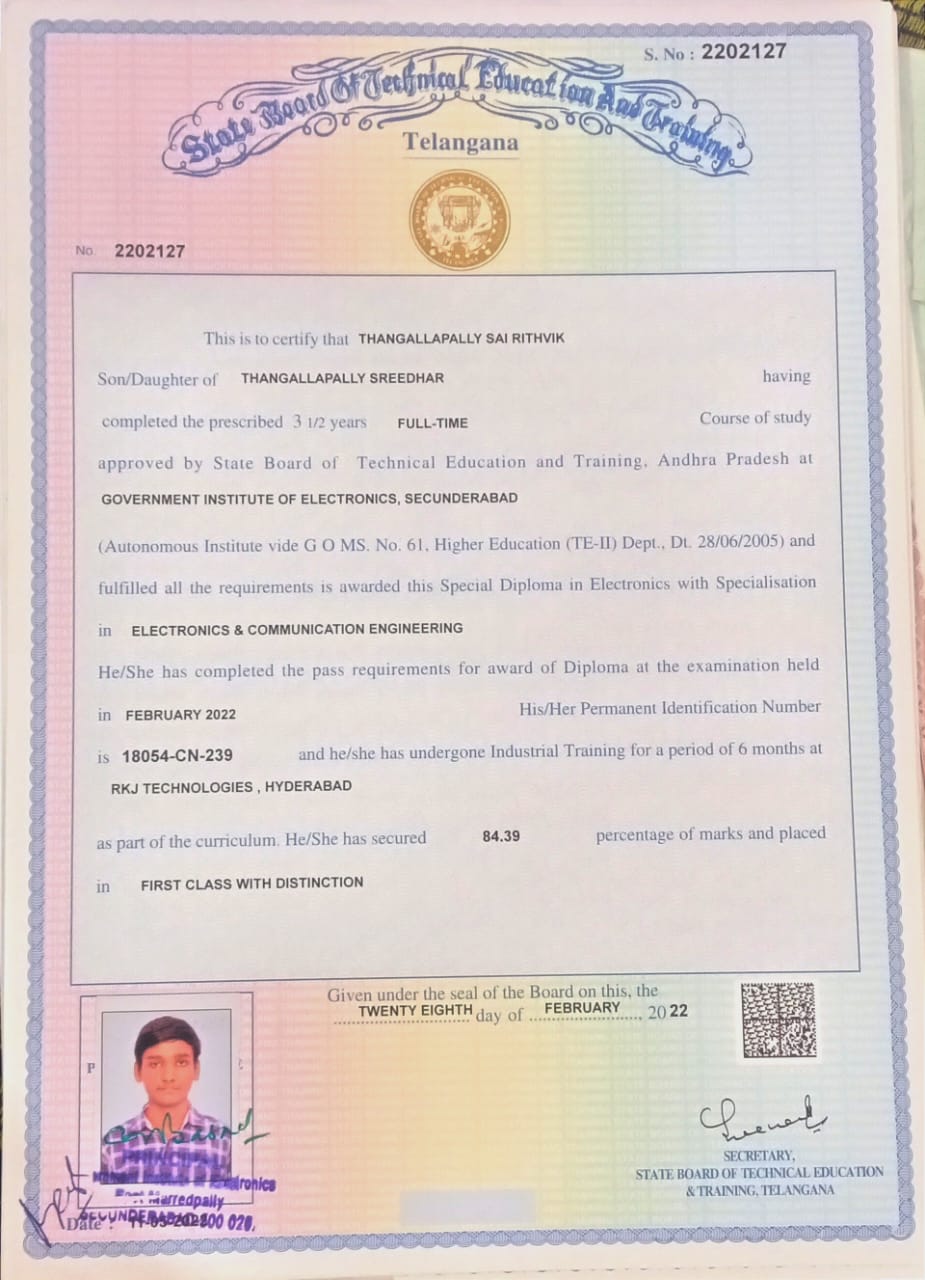 S. No : 2202127
State Board Of Technical Education And Training
Telangana
No. 2202127
This is to certify that THANGALLAPALLY SAI RITHVIK
Son/Daughter of THANGALLAPALLY SREEDHAR having
completed the prescribed 3 1/2 years FULL-TIME Course of study
approved by State Board of Technical Education and Training, Andhra Pradesh at
GOVERNMENT INSTITUTE OF ELECTRONICS, SECUNDERABAD
(Autonomous Institute vide G O MS. No. 61, Higher Education (TE-II) Dept., Dt. 28/06/2005) and
fulfilled all the requirements is awarded this Special Diploma in Electronics with Specialisation
in ELECTRONICS & COMMUNICATION ENGINEERING
He/She has completed the pass requirements for award of Diploma at the examination held
in FEBRUARY 2022 His/Her Permanent Identification Number
is 18054-CN-239 and he/she has undergone Industrial Training for a period of 6 months at
RKJ TECHNOLOGIES , HYDERABAD
as part of the curriculum. He/She has secured 84.39 percentage of marks and placed
in FIRST CLASS WITH DISTINCTION
Given under the seal of the Board on this, the
TWENTY EIGHTH day of FEBRUARY, 20 22
P
SECRETARY,
STATE BOARD OF TECHNICAL EDUCATION
& TRAINING, TELANGANA
PRINCIPAL
Institute of Electronics
marredpally
SECUNDERABAD
Date :